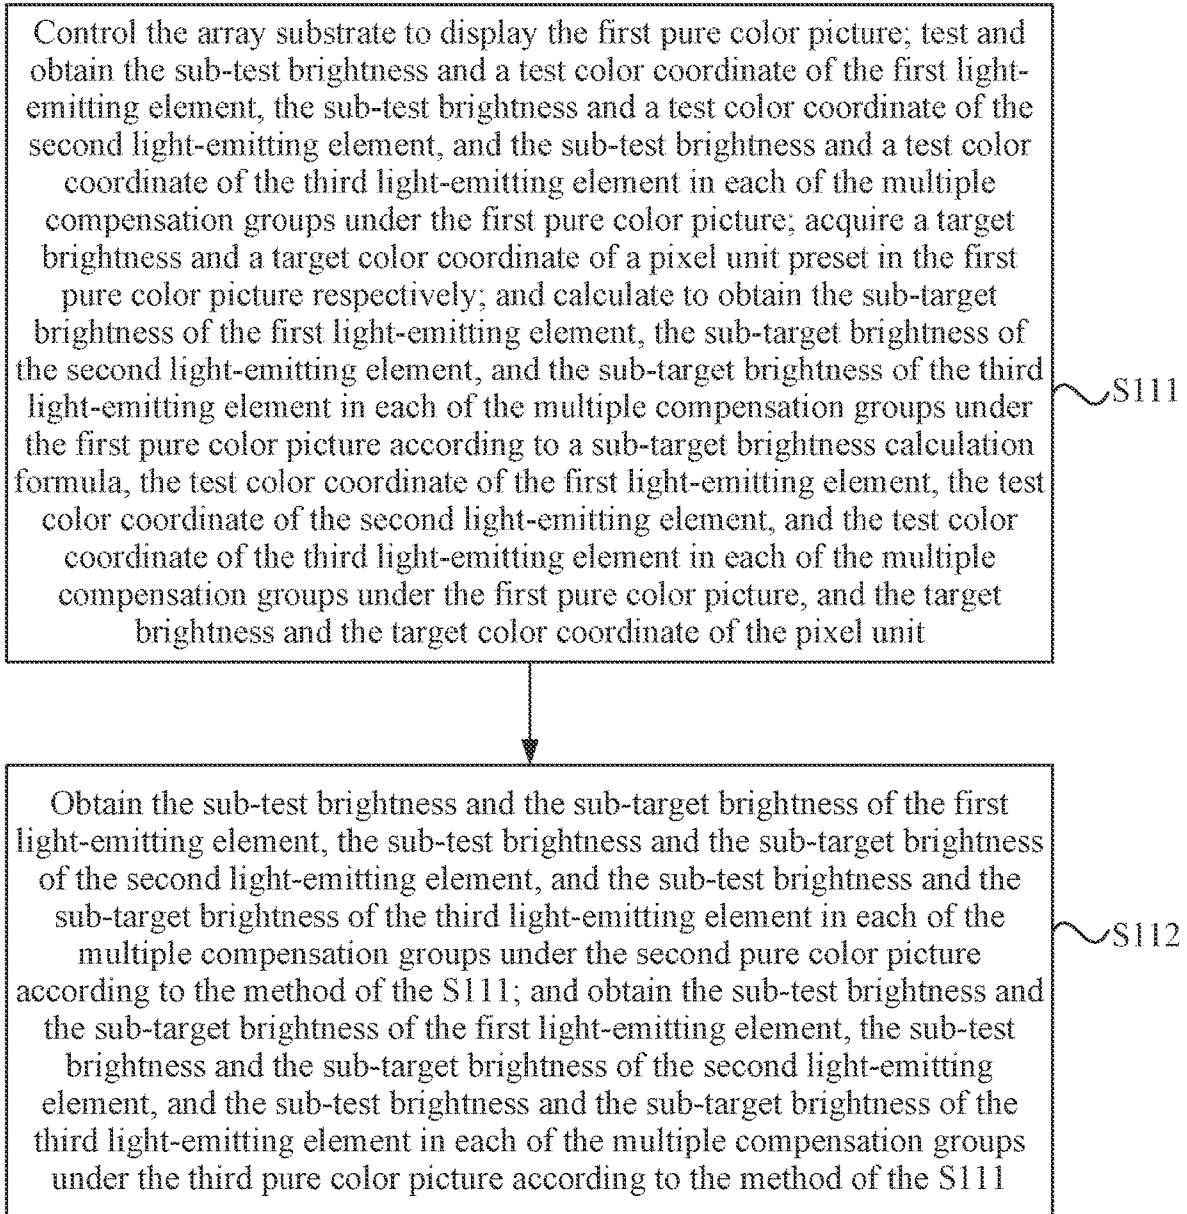 Control the array substrate to display the first pure color picture; test and
obtain the sub-test brightness and a test color coordinate of the first light-
emitting element, the sub-test brightness and a test color coordinate of the
second light-emitting element, and the sub-test brightness and a test color
coordinate of the third light-emitting element in each of the multiple
compensation groups under the first pure color picture; acquire a target
brightness and a target color coordinate of a pixel unit preset in the first
pure color picture respectively; and calculate to obtain the sub-target
brightness of the first light-emitting element, the sub-target brightness of
the second light-emitting element, and the sub-target brightness of the third
light-emitting element in each of the multiple compensation groups under
the first pure color picture according to a sub-target brightness calculation
formula, the test color coordinate of the first light-emitting element, the test
color coordinate of the second light-emitting element, and the test color
coordinate of the third light-emitting element in each of the multiple
compensation groups under the first pure color picture, and the target
brightness and the target color coordinate of the pixel unit
S111
Obtain the sub-test brightness and the sub-target brightness of the first
light-emitting element, the sub-test brightness and the sub-target brightness
of the second light-emitting element, and the sub-test brightness and the
sub-target brightness of the third light-emitting element in each of the
multiple compensation groups under the second pure color picture
according to the method of the S111; and obtain the sub-test brightness and
the sub-target brightness of the first light-emitting element, the sub-test
brightness and the sub-target brightness of the second light-emitting
element, and the sub-test brightness and the sub-target brightness of the
third light-emitting element in each of the multiple compensation groups
under the third pure color picture according to the method of the S111
S112